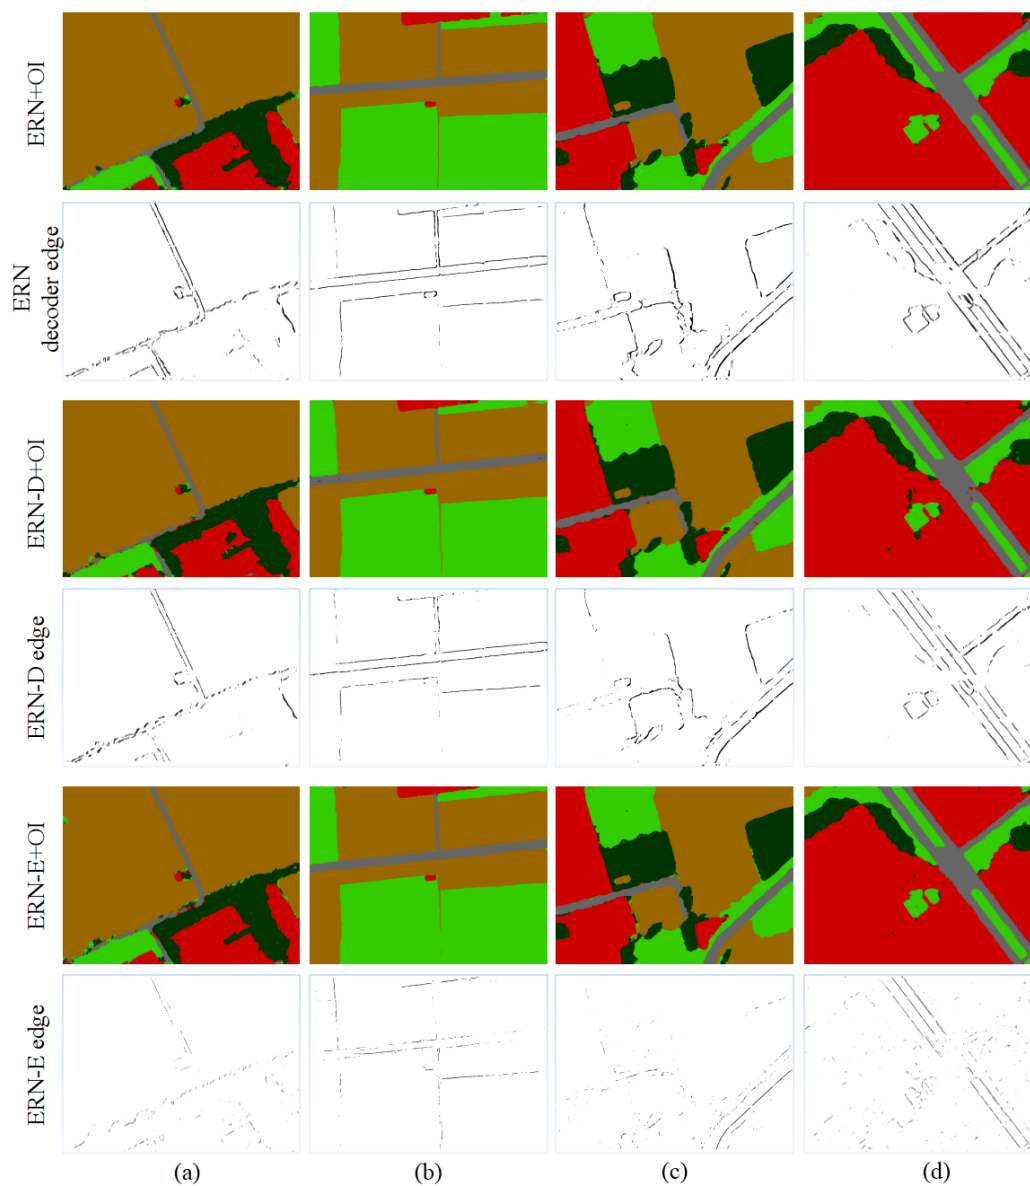 ERN+OI
ERN
decoder edge
ERN-D+OI
ERN-D edge
ERN-E+OI
ERN-E edge
(a) (b) (c) (d)